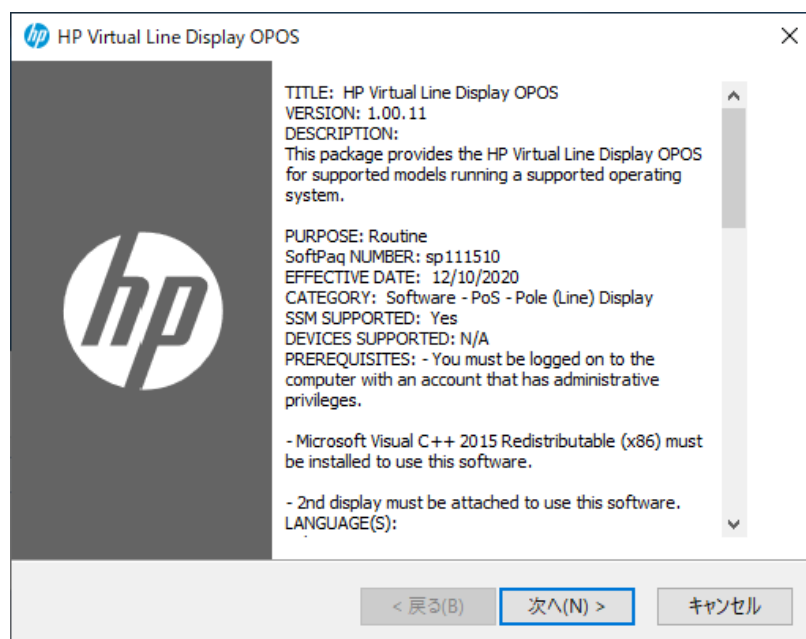 HP Virtual Line Display OPOS
TITLE: HP Virtual Line Display OPOS
VERSION: 1.00.11
DESCRIPTION:
This package provides the HP Virtual Line Display OPOS
for supported models running a supported operating
system.
PURPOSE: Routine
SoftPaq NUMBER: sp111510
EFFECTIVE DATE: 12/10/2020
CATEGORY: Software - PoS - Pole (Line) Display
SSM SUPPORTED: Yes
DEVICES SUPPORTED: N/A
PREREQUISITES: - You must be logged on to the
computer with an account that has administrative
privileges.
- Microsoft Visual C++ 2015 Redistributable (x86) must
be installed to use this software.
- 2nd display must be attached to use this software.
LANGUAGE(S):
hp
< 戻る(B)
次へ(N) >
キャンセル